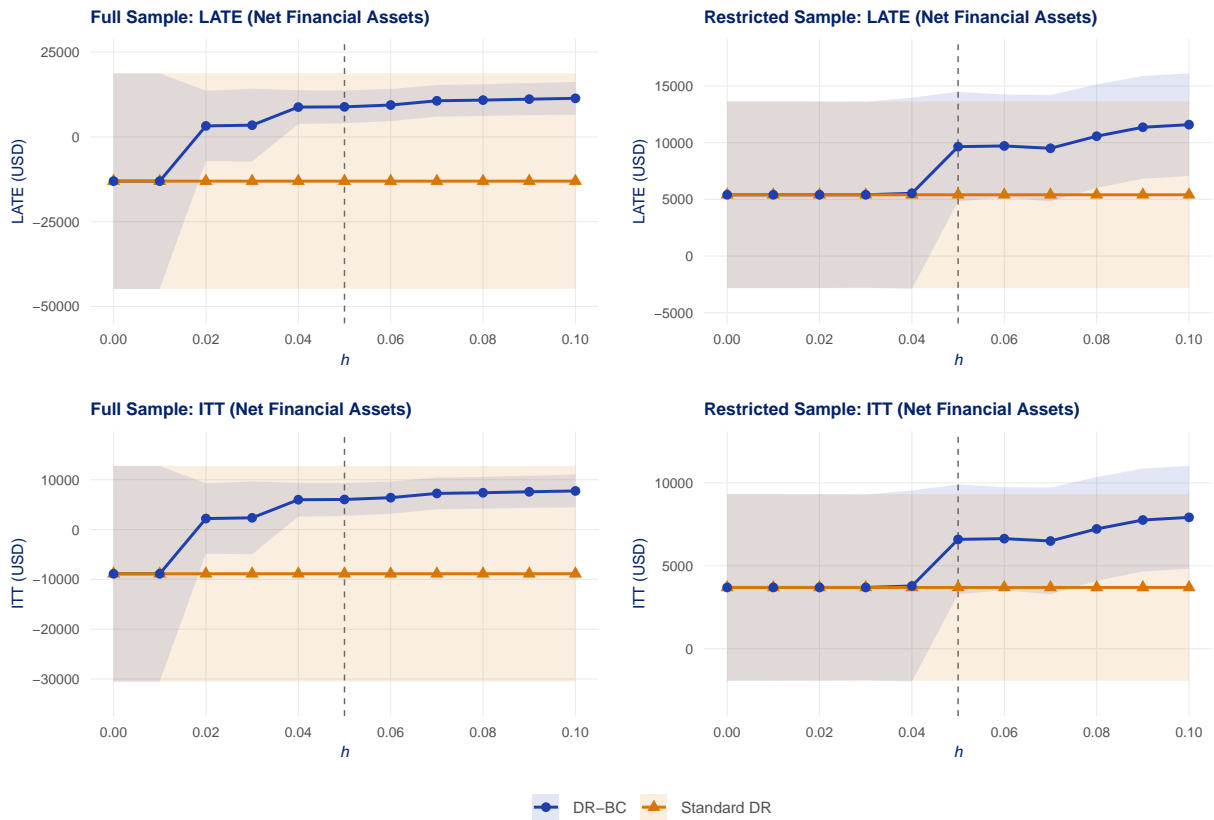 Full Sample: LATE (Net Financial Assets)
25000
0
−25000
−50000
LATE (USD)
0.00 0.02 0.04 0.06 0.08 0.10
h
Restricted Sample: LATE (Net Financial Assets)
15000
10000
5000
0
−5000
LATE (USD)
0.00 0.02 0.04 0.06 0.08 0.10
h
Full Sample: ITT (Net Financial Assets)
10000
0
−10000
−20000
−30000
ITT (USD)
0.00 0.02 0.04 0.06 0.08 0.10
h
Restricted Sample: ITT (Net Financial Assets)
10000
5000
0
ITT (USD)
0.00 0.02 0.04 0.06 0.08 0.10
h
DR−BC Standard DR